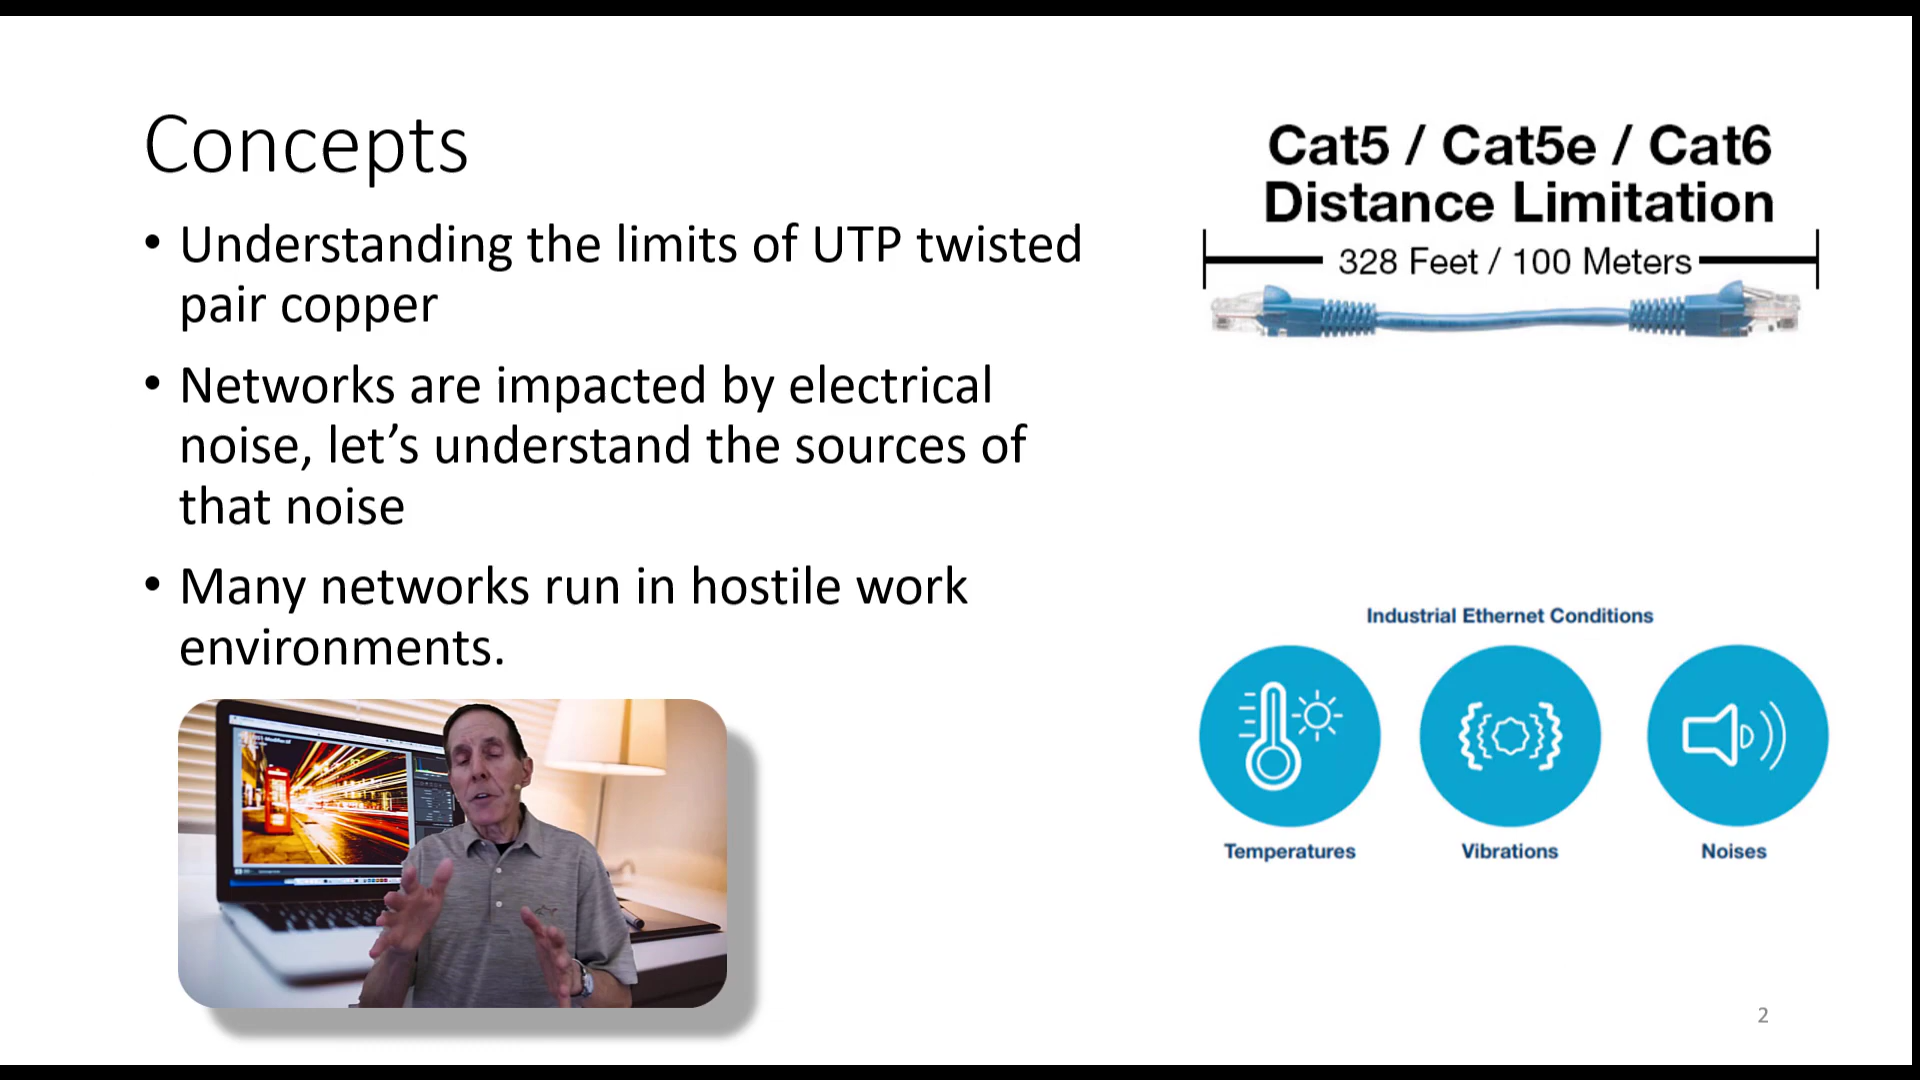 Concepts
• Understanding the limits of UTP twisted
pair copper
• Networks are impacted by electrical
noise, let’s understand the sources of
that noise
• Many networks run in hostile work
environments.
Cat5 / Cat5e / Cat6
Distance Limitation
328 Feet / 100 Meters
Industrial Ethernet Conditions
Temperatures
Vibrations
Noises
2